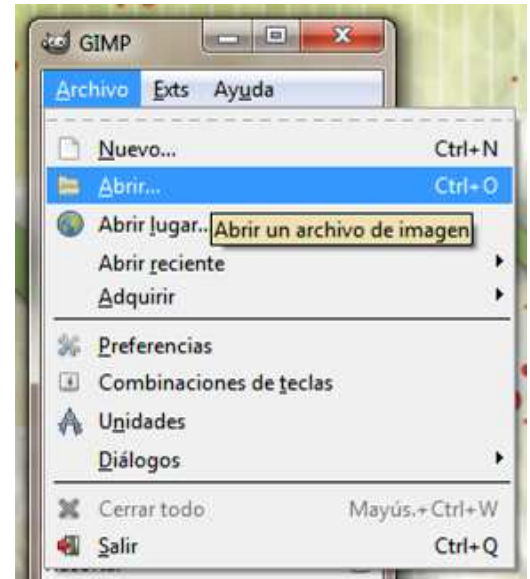 GIMP
Archivo Exts Ayuda
Nuevo... Ctrl+N
Abrir... Ctrl+O
Abrir lugar..
Abrir un archivo de imagen
Abrir reciente
Adquirir
Preferencias
Combinaciones de teclas
Unidades
Diálogos
Cerrar todo Mayús.+Ctrl+W
Salir Ctrl+Q